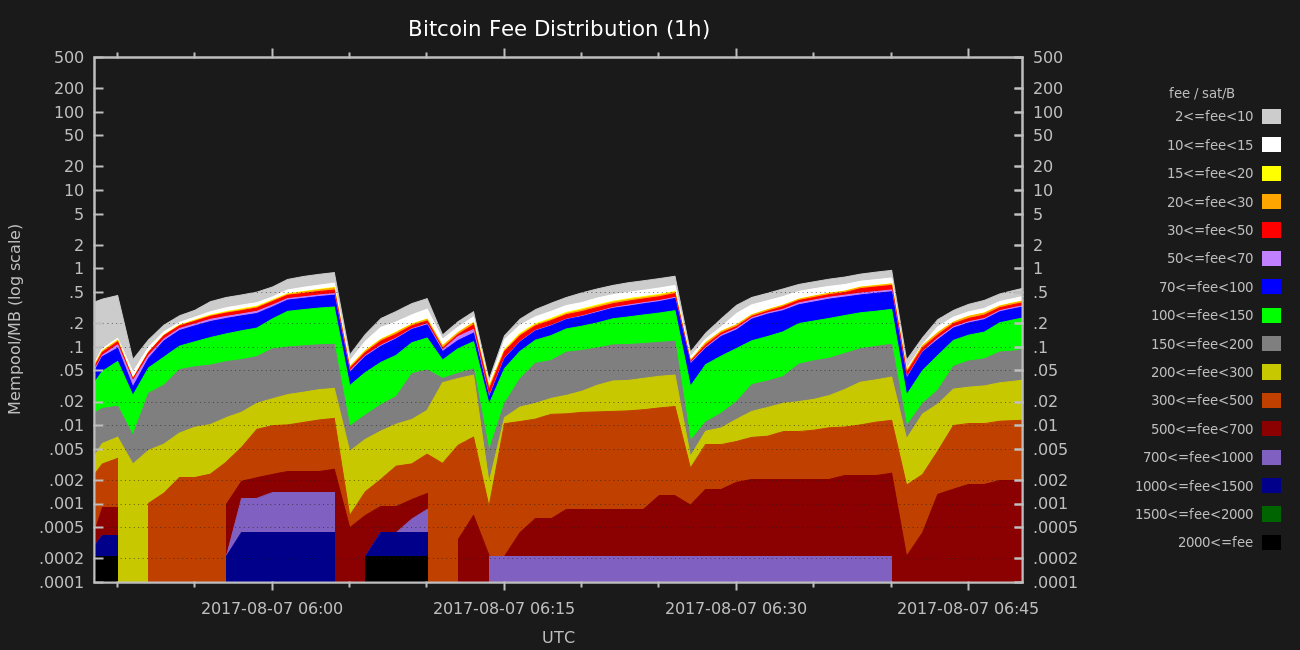 Bitcoin Fee Distribution (1h)
Mempool/MB (log scale)
500
200
100
50
20
10
5
2
1
.5
.2
.1
.05
.02
.01
.005
.002
.001
.0005
.0002
.0001
500
200
100
50
20
10
5
2
1
.5
.2
.1
.05
.02
.01
.005
.002
.001
.0005
.0002
.0001
2017-08-07 06:00
2017-08-07 06:15
2017-08-07 06:30
2017-08-07 06:45
UTC
fee / sat/B
2<=fee<10
10<=fee<15
15<=fee<20
20<=fee<30
30<=fee<50
50<=fee<70
70<=fee<100
100<=fee<150
150<=fee<200
200<=fee<300
300<=fee<500
500<=fee<700
700<=fee<1000
1000<=fee<1500
1500<=fee<2000
2000<=fee